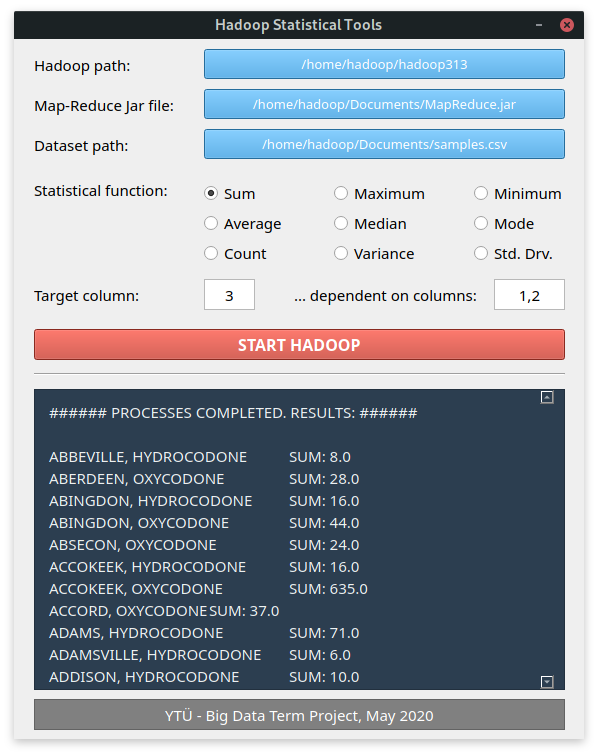 Hadoop Statistical Tools
Hadoop path: /home/hadoop/hadoop313
Map-Reduce Jar file: /home/hadoop/Documents/MapReduce.jar
Dataset path: /home/hadoop/Documents/samples.csv
Statistical function: Sum Maximum Minimum
Average Median Mode
Count Variance Std. Drv.
Target column: 3 ... dependent on columns: 1,2
START HADOOP
###### PROCESSES COMPLETED. RESULTS: ######
ABBEVILLE, HYDROCODONE SUM: 8.0
ABERDEEN, OXYCODONE SUM: 28.0
ABINGDON, HYDROCODONE SUM: 16.0
ABINGDON, OXYCODONE SUM: 44.0
ABSECON, OXYCODONE SUM: 24.0
ACCOKEEK, HYDROCODONE SUM: 16.0
ACCOKEEK, OXYCODONE SUM: 635.0
ACCORD, OXYCODONE SUM: 37.0
ADAMS, HYDROCODONE SUM: 71.0
ADAMSVILLE, HYDROCODONE SUM: 6.0
ADDISON, HYDROCODONE SUM: 10.0
YTÜ - Big Data Term Project, May 2020